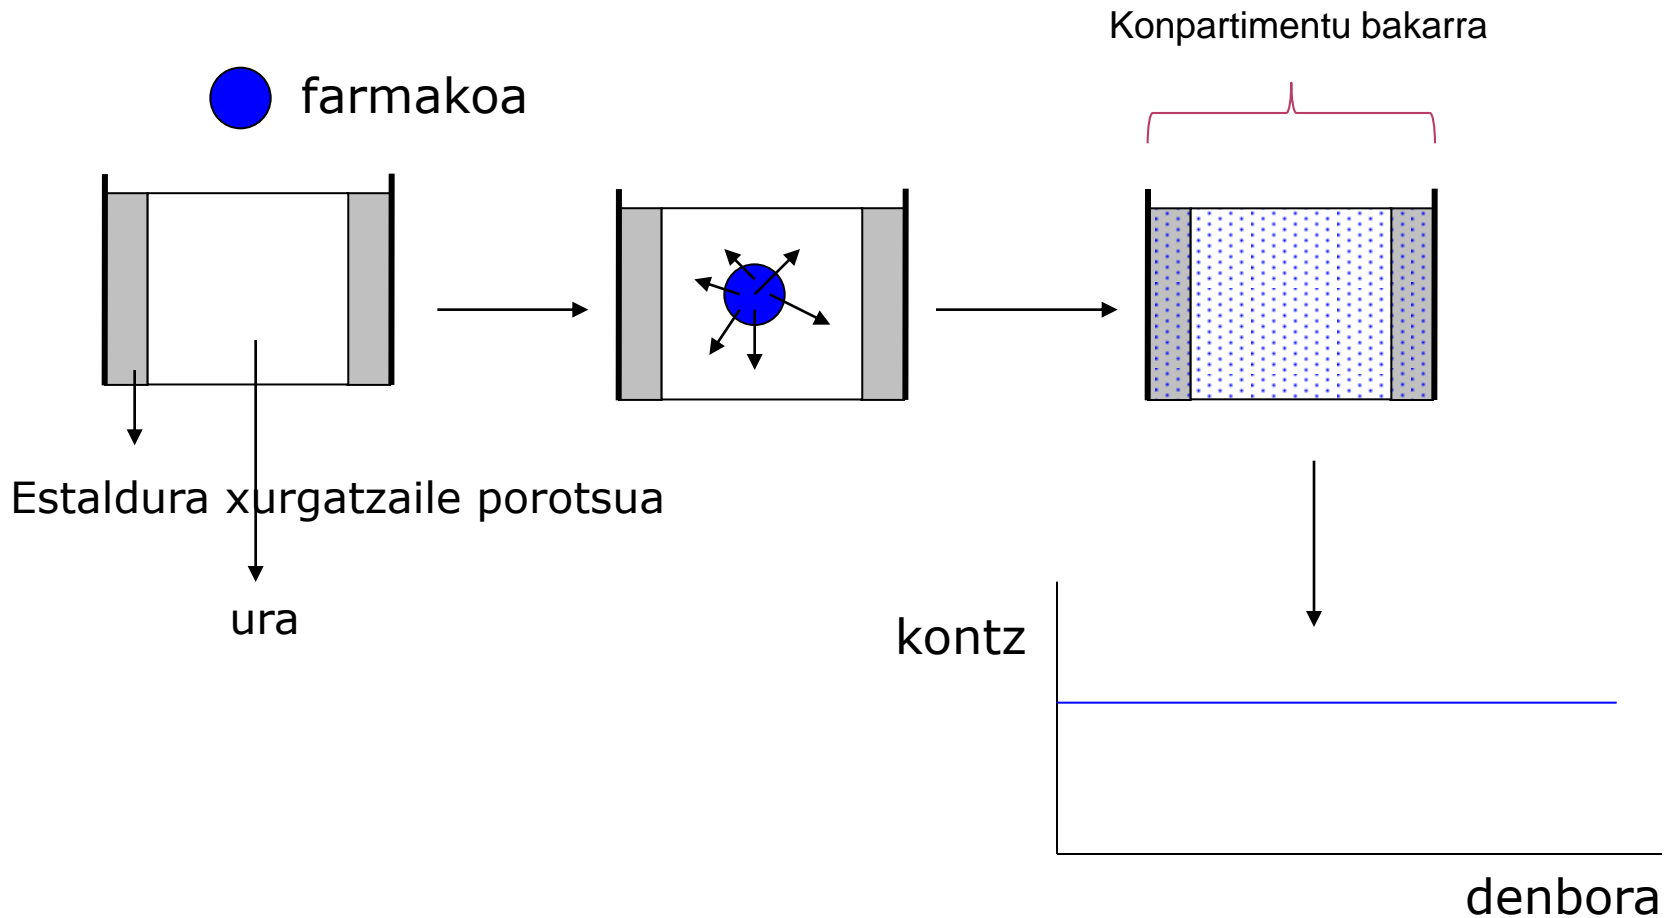 Konpartimentu bakarra
farmakoa
Estaldura xurgatzaile porotsua
ura
kontz
denbora